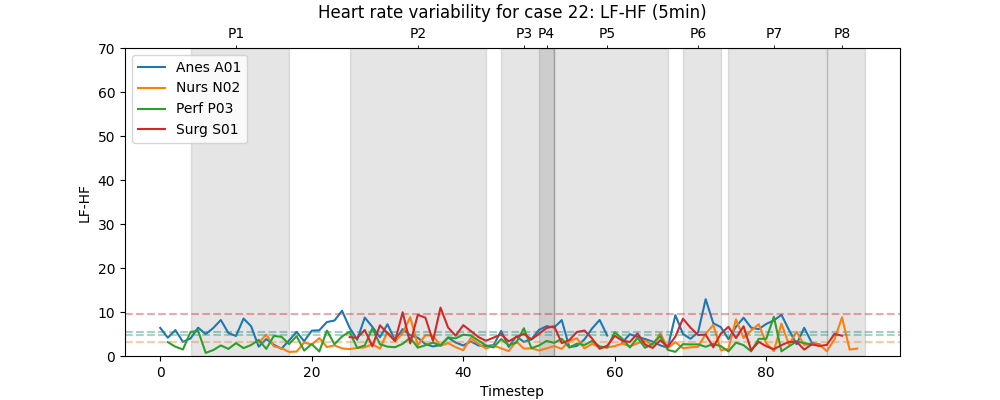 Heart rate variability for case 22: LF-HF (5min)
P1 P2 P3 P4 P5 P6 P7 P8
70
60
50
40
30
20
10
0
LF-HF
Anes A01
Nurs N02
Perf P03
Surg S01
0 20 40 60 80
Timestep